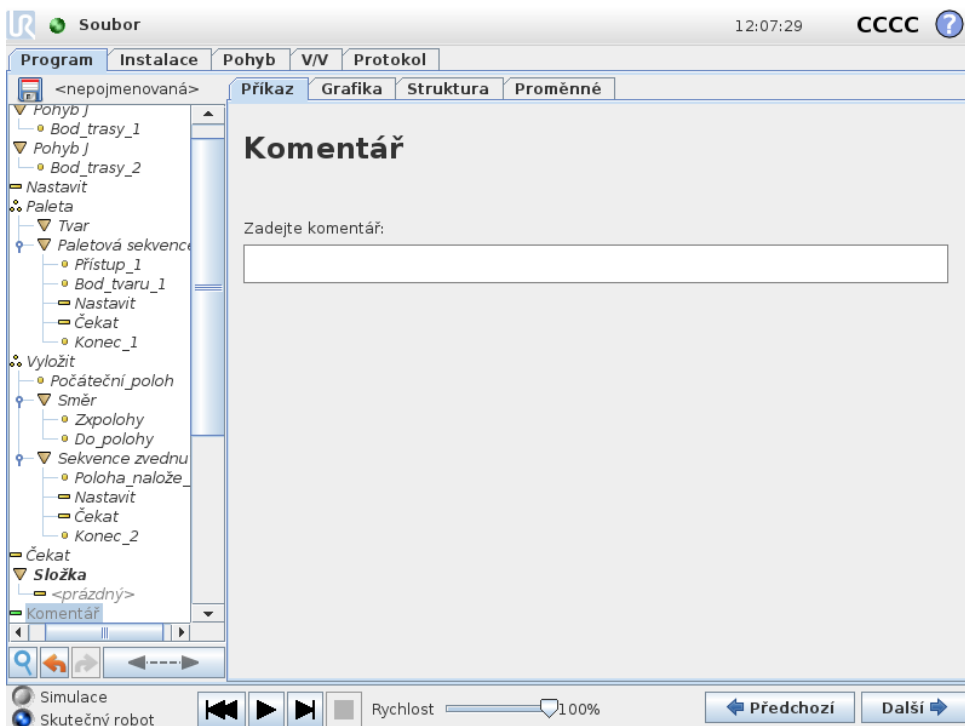 UR Soubor 12:07:29 CCCC ?
Program Instalace Pohyb V/V Protokol
<nepojmenovaná> Příkaz Grafika Struktura Proměnné
Pohyb J
Bod_trasy_1
Pohyb J
Bod_trasy_2
Nastavit
Paleta
Tvar
Paletová sekvence
Přístup_1
Bod_tvaru_1
Nastavit
Čekat
Konec_1
Vyložit
Počáteční_poloh
Směr
Zxpolohy
Do_polohy
Sekvence zvednu
Poloha_nalože_
Nastavit
Čekat
Konec_2
Čekat
Složka
<prázdný>
Komentář
Komentář
Zadejte komentář:
Simulace
Skutečný robot
Rychlost 100%
Předchozí Další